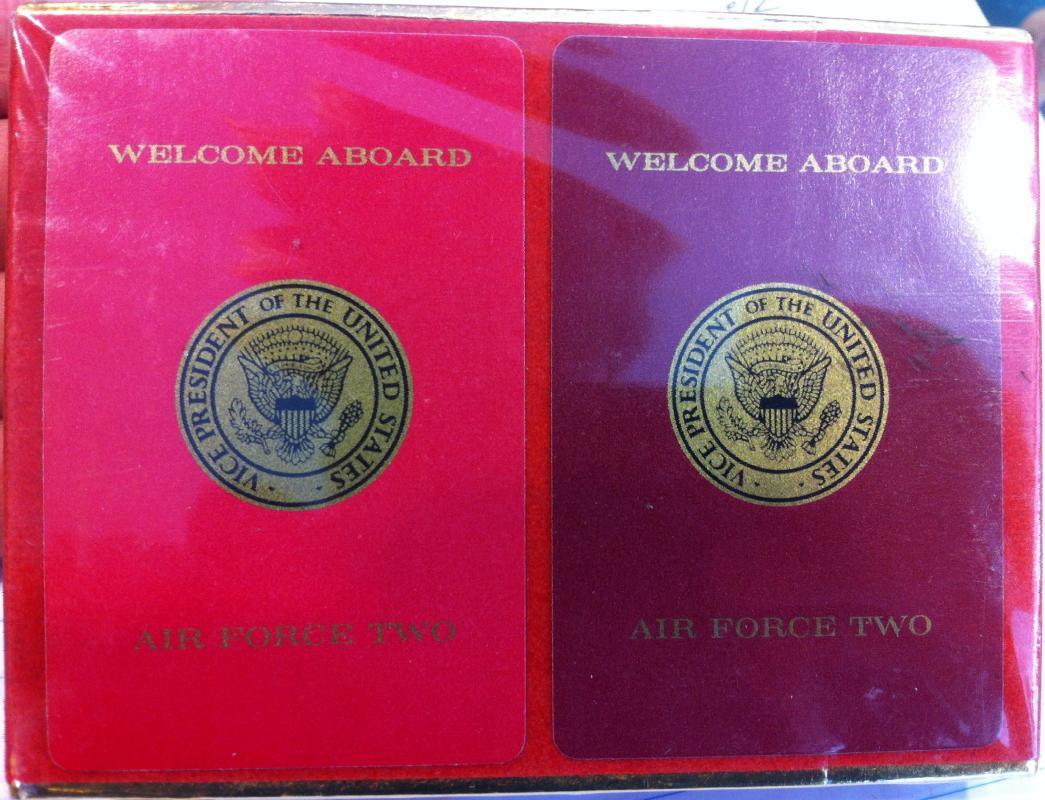 WELCOME ABOARD
VICE PRESIDENT OF THE UNITED STATES
AIR FORCE TWO
WELCOME ABOARD
VICE PRESIDENT OF THE UNITED STATES
AIR FORCE TWO